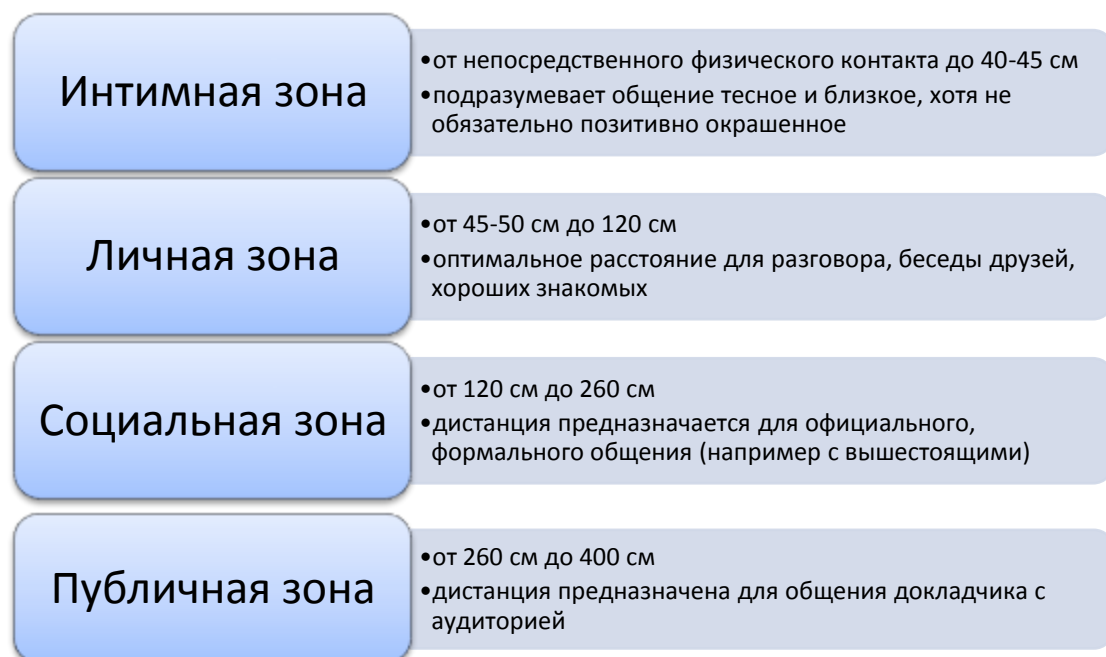 Интимная зона
•от непосредственного физического контакта до 40-45 см
•подразумевает общение тесное и близкое, хотя не
обязательно позитивно окрашенное
Личная зона
•от 45-50 см до 120 см
•оптимальное расстояние для разговора, беседы друзей,
хороших знакомых
Социальная зона
•от 120 см до 260 см
•дистанция предназначается для официального,
формального общения (например с вышестоящими)
Публичная зона
•от 260 см до 400 см
•дистанция предназначена для общения докладчика с
аудиторией